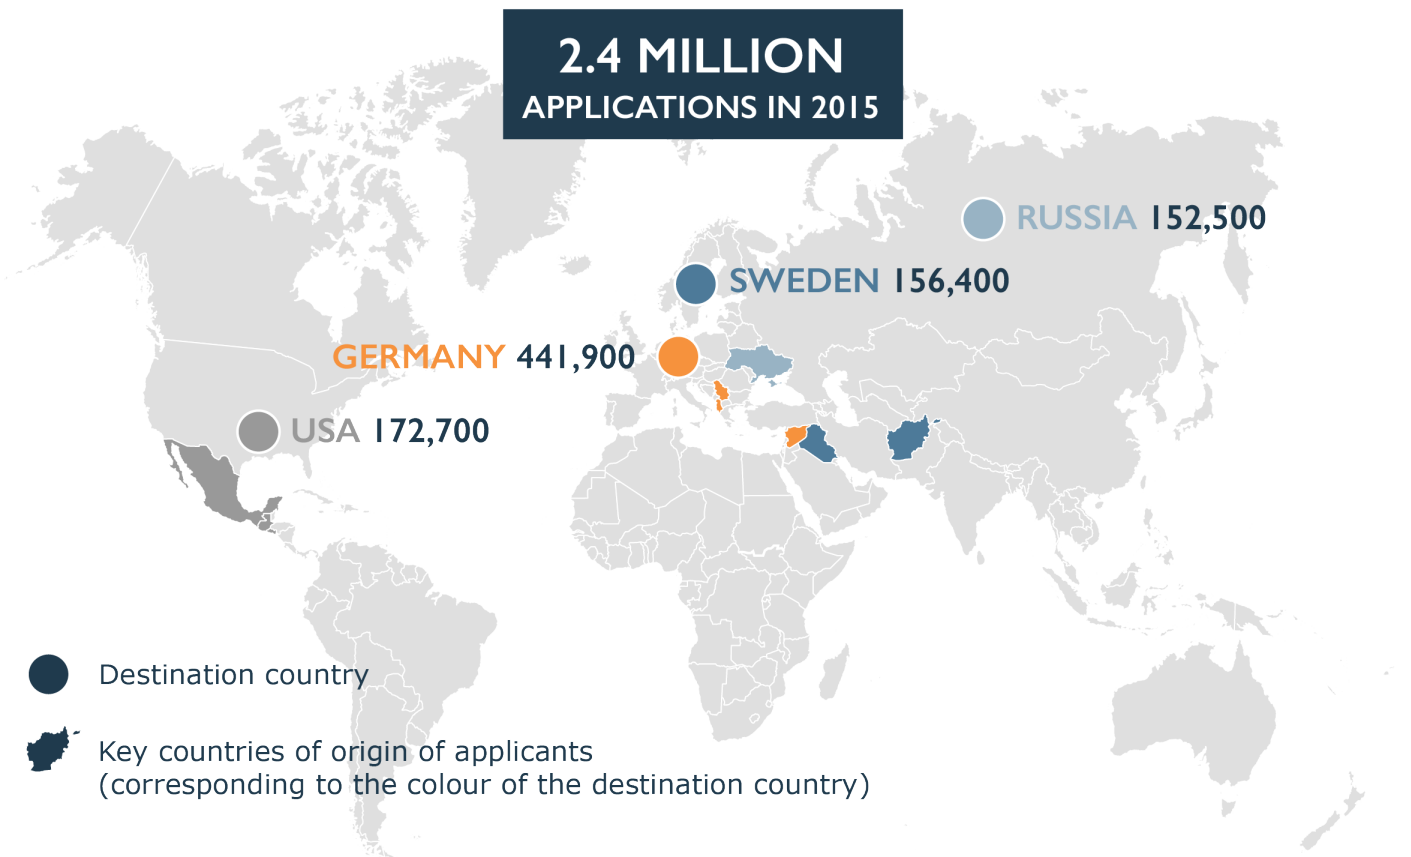 2.4 MILLION
APPLICATIONS IN 2015
RUSSIA 152,500
SWEDEN 156,400
GERMANY 441,900
USA 172,700
Destination country
Key countries of origin of applicants
(corresponding to the colour of the destination country)